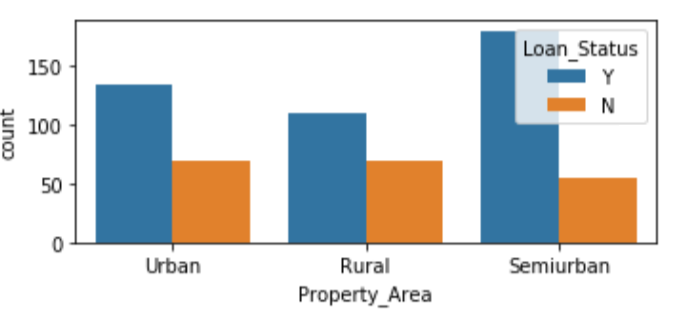 Loan_Status
Y
N
150
100
50
0
count
Urban Rural Semiurban
Property_Area